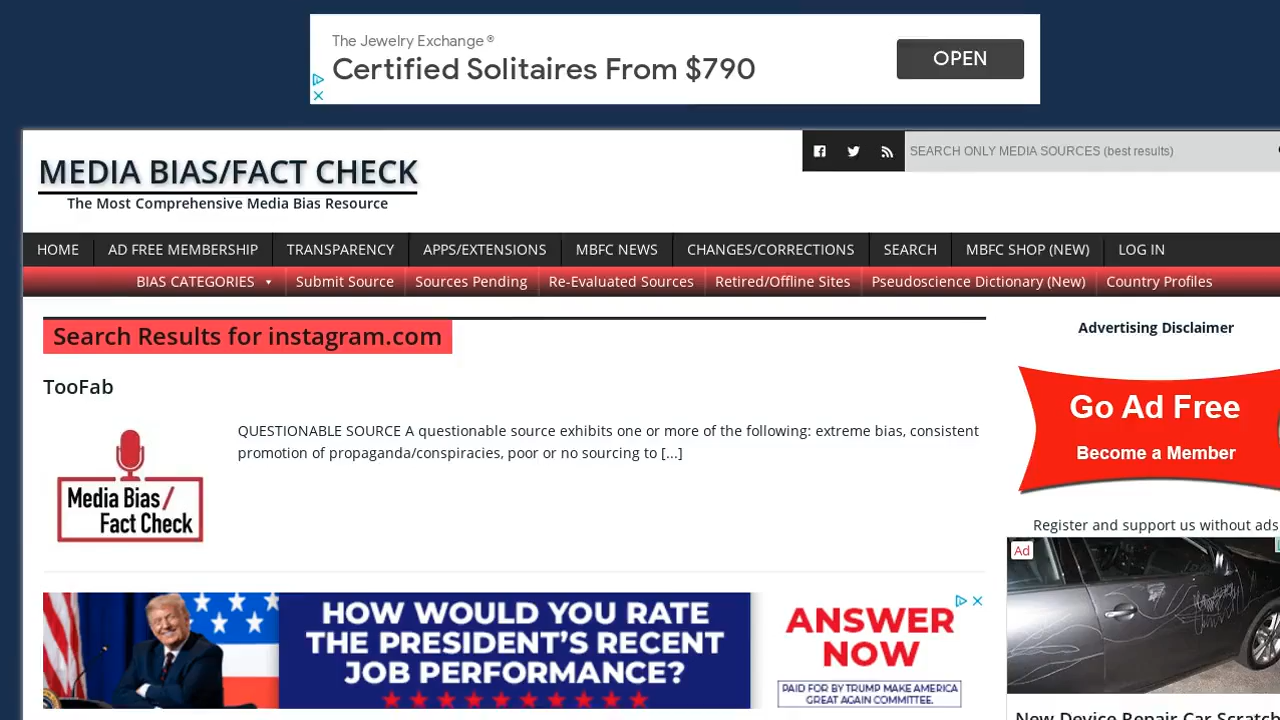 The Jewelry Exchange ®
Certified Solitaires From $790
OPEN
MEDIA BIAS/FACT CHECK
The Most Comprehensive Media Bias Resource
SEARCH ONLY MEDIA SOURCES (best results)
HOME
AD FREE MEMBERSHIP
TRANSPARENCY
APPS/EXTENSIONS
MBFC NEWS
CHANGES/CORRECTIONS
SEARCH
MBFC SHOP (NEW)
LOG IN
BIAS CATEGORIES
Submit Source
Sources Pending
Re-Evaluated Sources
Retired/Offline Sites
Pseudoscience Dictionary (New)
Country Profiles
Search Results for instagram.com
TooFab
Media Bias/
Fact Check
QUESTIONABLE SOURCE A questionable source exhibits one or more of the following: extreme bias, consistent
promotion of propaganda/conspiracies, poor or no sourcing to [...]
HOW WOULD YOU RATE
THE PRESIDENT'S RECENT
JOB PERFORMANCE?
ANSWER
NOW
PAID FOR BY TRUMP MAKE AMERICA
GREAT AGAIN COMMITTEE.
Advertising Disclaimer
Go Ad Free
Become a Member
Register and support us without ads
Ad
New Device Repair Car Scratch